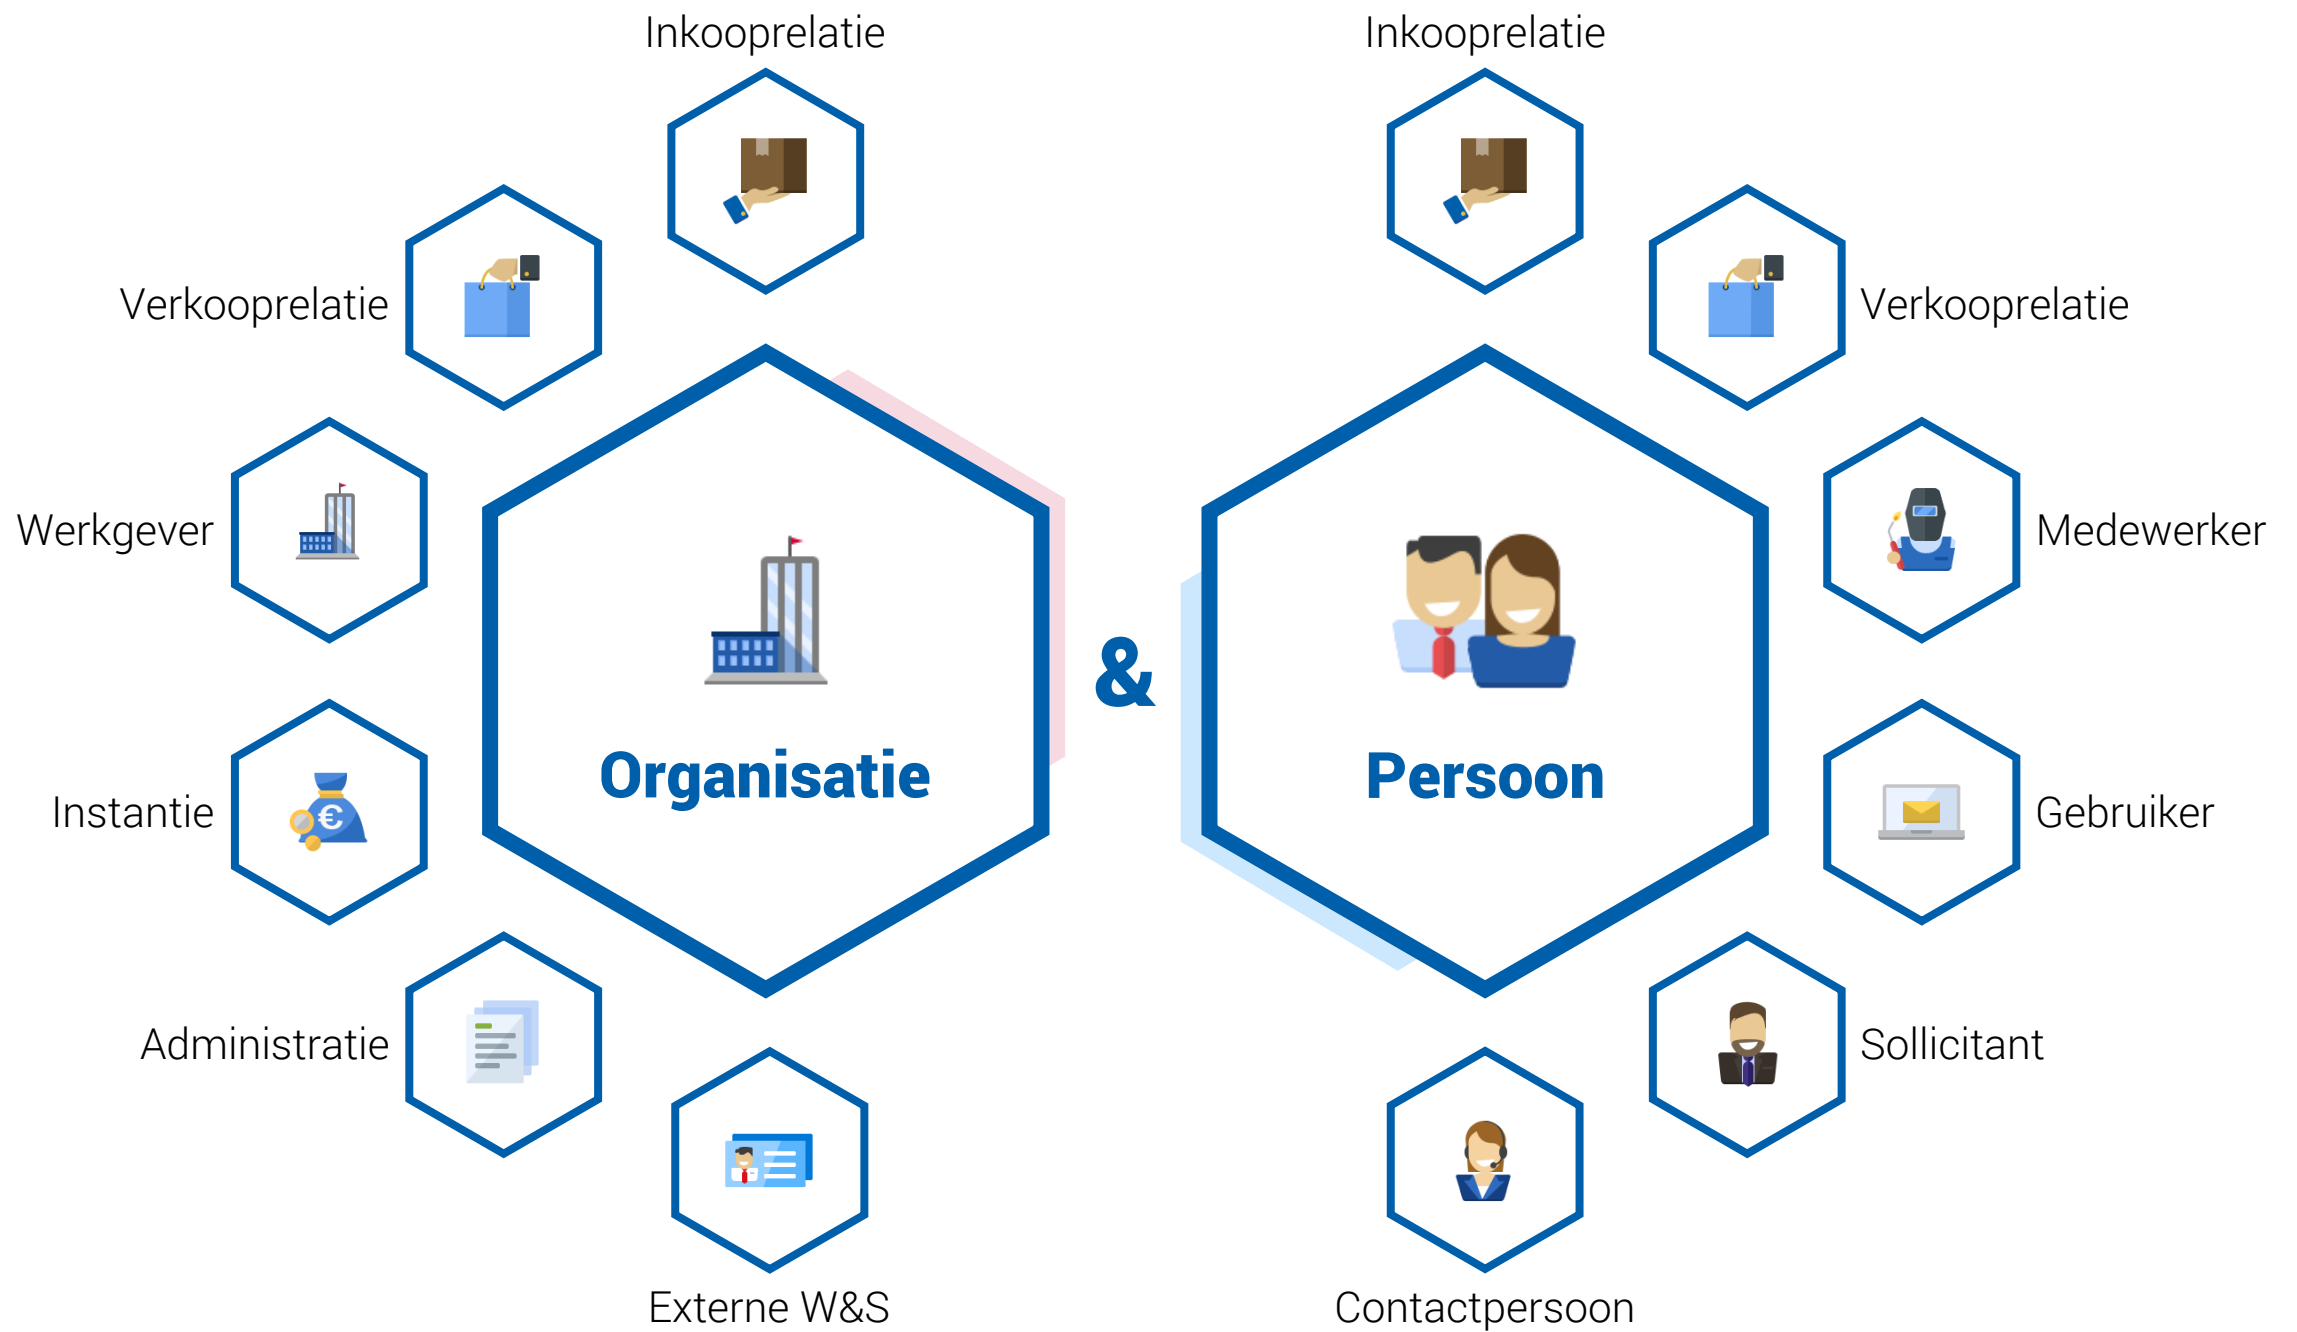 Inkooprelatie
Verkooprelatie
Werkgever
Instantie
Administratie
Externe W&S
€
Organisatie
&
Persoon
Inkooprelatie
Verkooprelatie
Medewerker
Gebruiker
Sollicitant
Contactpersoon